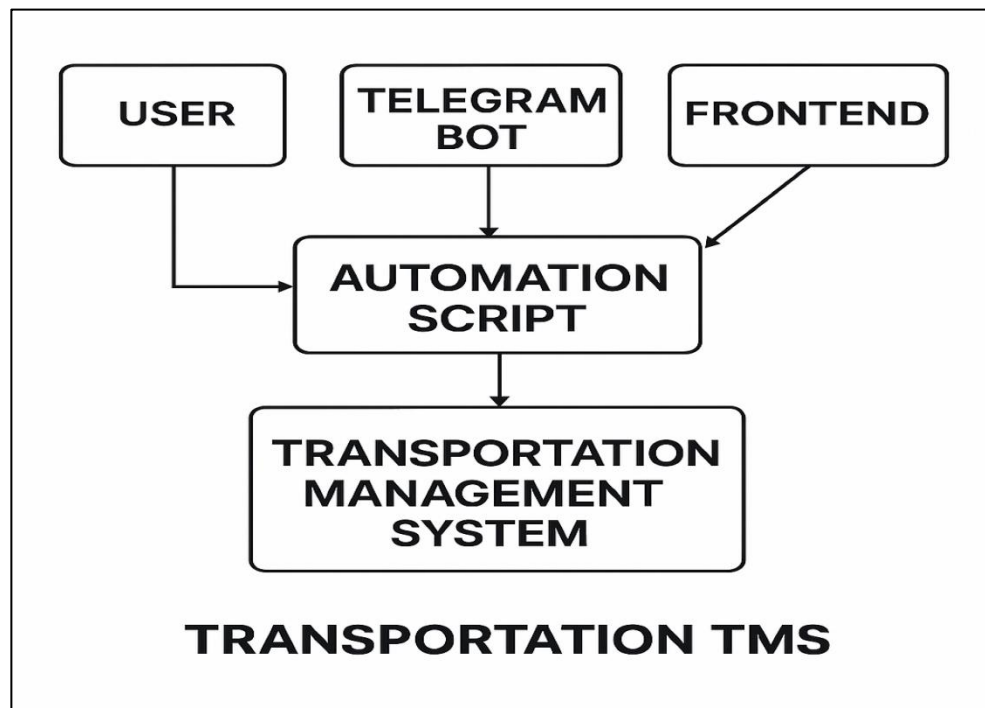 USER
TELEGRAM
BOT
FRONTEND
AUTOMATION
SCRIPT
TRANSPORTATION
MANAGEMENT
SYSTEM
TRANSPORTATION TMS